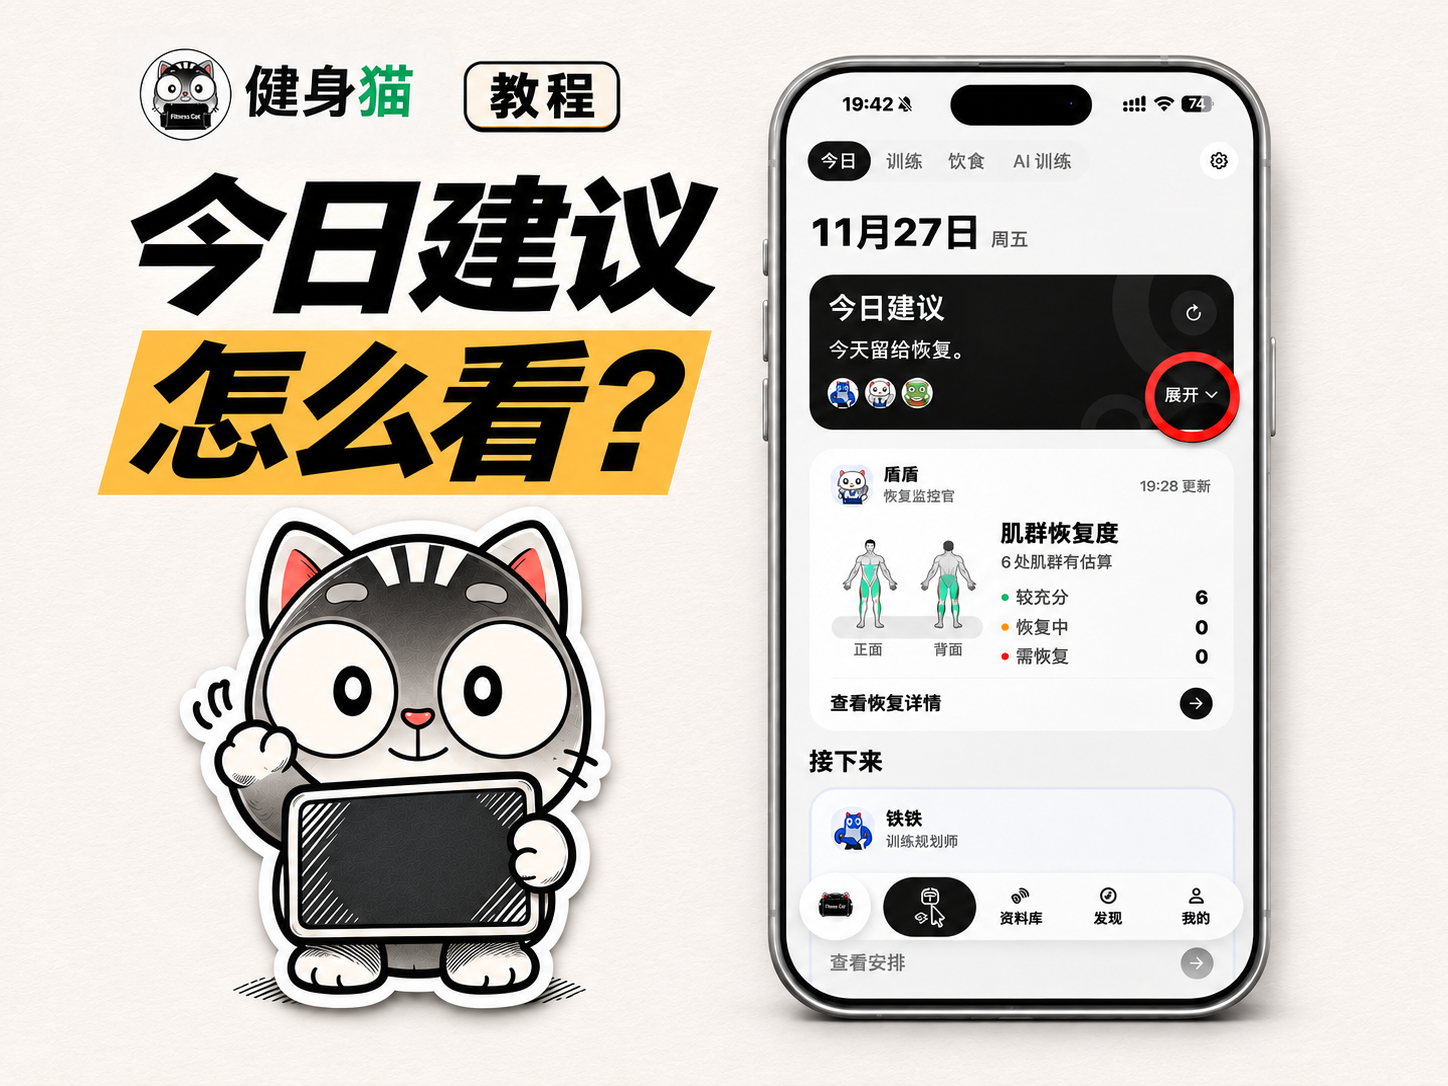 健身猫
教程
今日建议
怎么看?
Fitness Cat
19:42
74
今日 训练 饮食 AI 训练
11月27日 周五
今日建议
今天留给恢复。
展开
盾盾
恢复监控官
19:28 更新
肌群恢复度
6 处肌群有估算
较充分 6
恢复中 0
需恢复 0
正面 背面
查看恢复详情
接下来
铁铁
训练规划师
Fitness Cat
资料库 发现 我的
查看安排